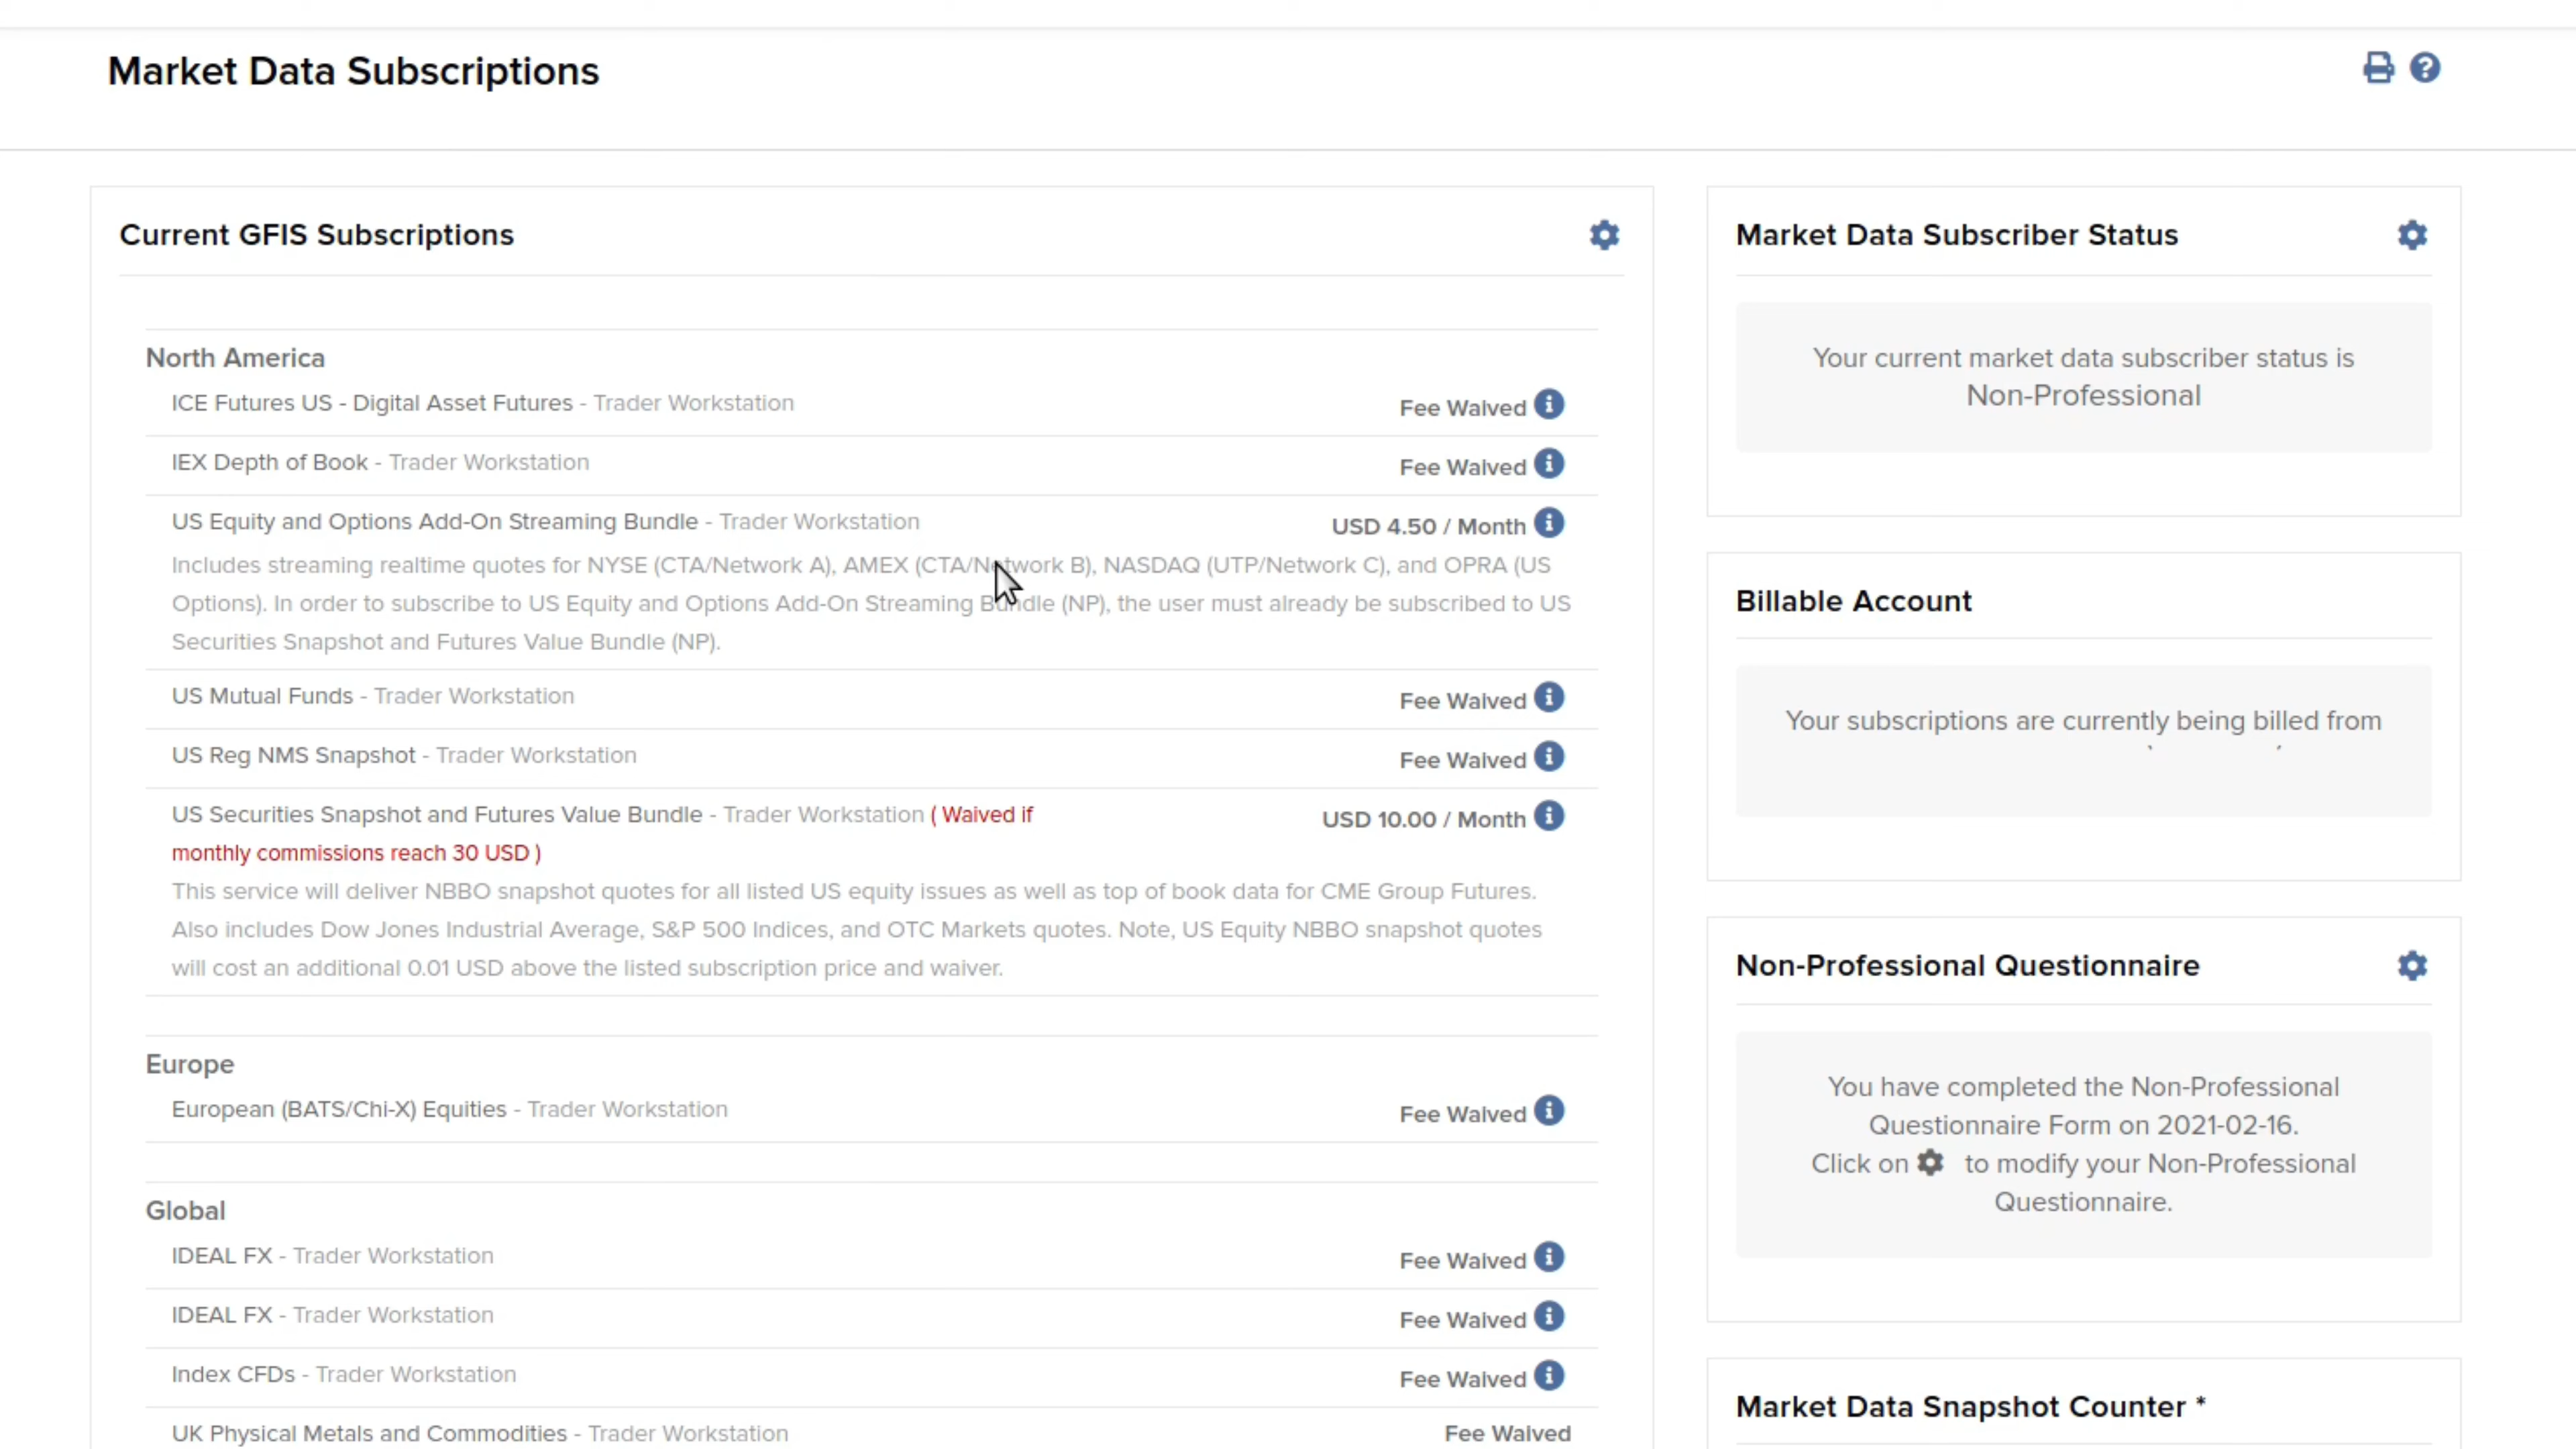 Market Data Subscriptions
Current GFIS Subscriptions
North America
ICE Futures US - Digital Asset Futures - Trader Workstation
Fee Waived
IEX Depth of Book - Trader Workstation
Fee Waived
US Equity and Options Add-On Streaming Bundle - Trader Workstation
USD 4.50 / Month
Includes streaming realtime quotes for NYSE (CTA/Network A), AMEX (CTA/Network B), NASDAQ (UTP/Network C), and OPRA (US
Options). In order to subscribe to US Equity and Options Add-On Streaming Bundle (NP), the user must already be subscribed to US
Securities Snapshot and Futures Value Bundle (NP).
US Mutual Funds - Trader Workstation
Fee Waived
US Reg NMS Snapshot - Trader Workstation
Fee Waived
US Securities Snapshot and Futures Value Bundle - Trader Workstation ( Waived if
monthly commissions reach 30 USD )
USD 10.00 / Month
This service will deliver NBBO snapshot quotes for all listed US equity issues as well as top of book data for CME Group Futures.
Also includes Dow Jones Industrial Average, S&P 500 Indices, and OTC Markets quotes. Note, US Equity NBBO snapshot quotes
will cost an additional 0.01 USD above the listed subscription price and waiver.
Europe
European (BATS/Chi-X) Equities - Trader Workstation
Fee Waived
Global
IDEAL FX - Trader Workstation
Fee Waived
IDEAL FX - Trader Workstation
Fee Waived
Index CFDs - Trader Workstation
Fee Waived
UK Physical Metals and Commodities - Trader Workstation
Fee Waived
Market Data Subscriber Status
Your current market data subscriber status is
Non-Professional
Billable Account
Your subscriptions are currently being billed from
Non-Professional Questionnaire
You have completed the Non-Professional
Questionnaire Form on 2021-02-16.
Click on to modify your Non-Professional
Questionnaire.
Market Data Snapshot Counter *